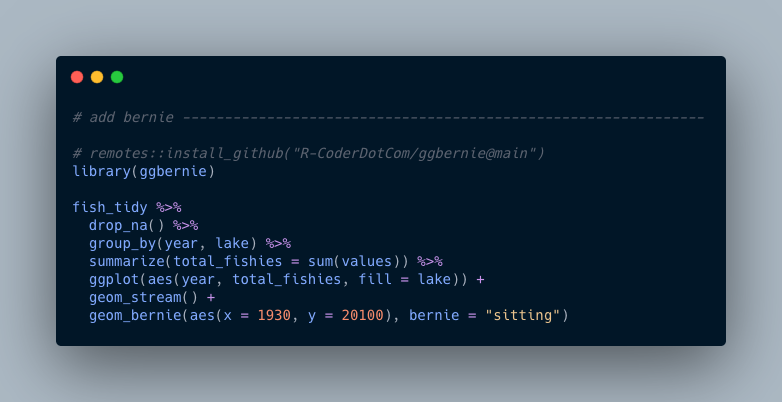 # add bernie --------------------------------------------------------------
# remotes::install_github("R-CoderDotCom/ggbernie@main")
library(ggbernie)
fish_tidy %>%
  drop_na() %>%
  group_by(year, lake) %>%
  summarize(total_fishies = sum(values)) %>%
  ggplot(aes(year, total_fishies, fill = lake)) +
  geom_stream() +
  geom_bernie(aes(x = 1930, y = 20100), bernie = "sitting")